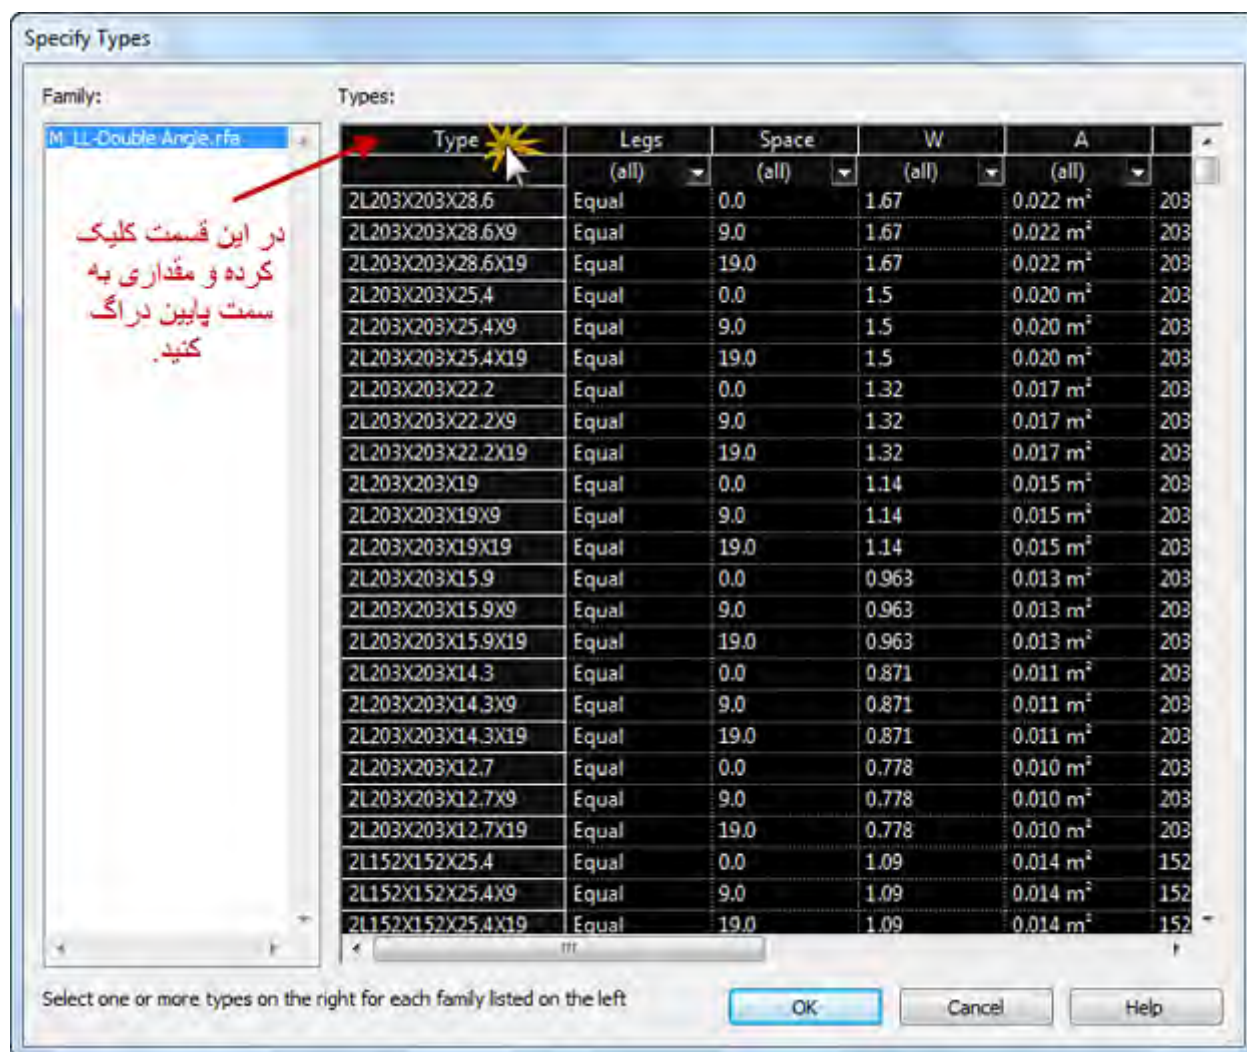 Specify Types
Family:
Types:
M_LL-Double Angle.rfa
Type Legs Space W A
(all) (all) (all) (all)
2L203X203X28.6 Equal 0.0 1.67 0.022 m² 203
2L203X203X28.6X9 Equal 9.0 1.67 0.022 m² 203
2L203X203X28.6X19 Equal 19.0 1.67 0.022 m² 203
2L203X203X25.4 Equal 0.0 1.5 0.020 m² 203
2L203X203X25.4X9 Equal 9.0 1.5 0.020 m² 203
2L203X203X25.4X19 Equal 19.0 1.5 0.020 m² 203
2L203X203X22.2 Equal 0.0 1.32 0.017 m² 203
2L203X203X22.2X9 Equal 9.0 1.32 0.017 m² 203
2L203X203X22.2X19 Equal 19.0 1.32 0.017 m² 203
2L203X203X19 Equal 0.0 1.14 0.015 m² 203
2L203X203X19X9 Equal 9.0 1.14 0.015 m² 203
2L203X203X19X19 Equal 19.0 1.14 0.015 m² 203
2L203X203X15.9 Equal 0.0 0.963 0.013 m² 203
2L203X203X15.9X9 Equal 9.0 0.963 0.013 m² 203
2L203X203X15.9X19 Equal 19.0 0.963 0.013 m² 203
2L203X203X14.3 Equal 0.0 0.871 0.011 m² 203
2L203X203X14.3X9 Equal 9.0 0.871 0.011 m² 203
2L203X203X14.3X19 Equal 19.0 0.871 0.011 m² 203
2L203X203X12.7 Equal 0.0 0.778 0.010 m² 203
2L203X203X12.7X9 Equal 9.0 0.778 0.010 m² 203
2L203X203X12.7X19 Equal 19.0 0.778 0.010 m² 203
2L152X152X25.4 Equal 0.0 1.09 0.014 m² 152
2L152X152X25.4X9 Equal 9.0 1.09 0.014 m² 152
2L152X152X25.4X19 Equal 19.0 1.09 0.014 m² 152
در این قسمت کلیک
کرده و مقداری به
سمت پایین دراگ
کنید.
Select one or more types on the right for each family listed on the left
OK Cancel Help